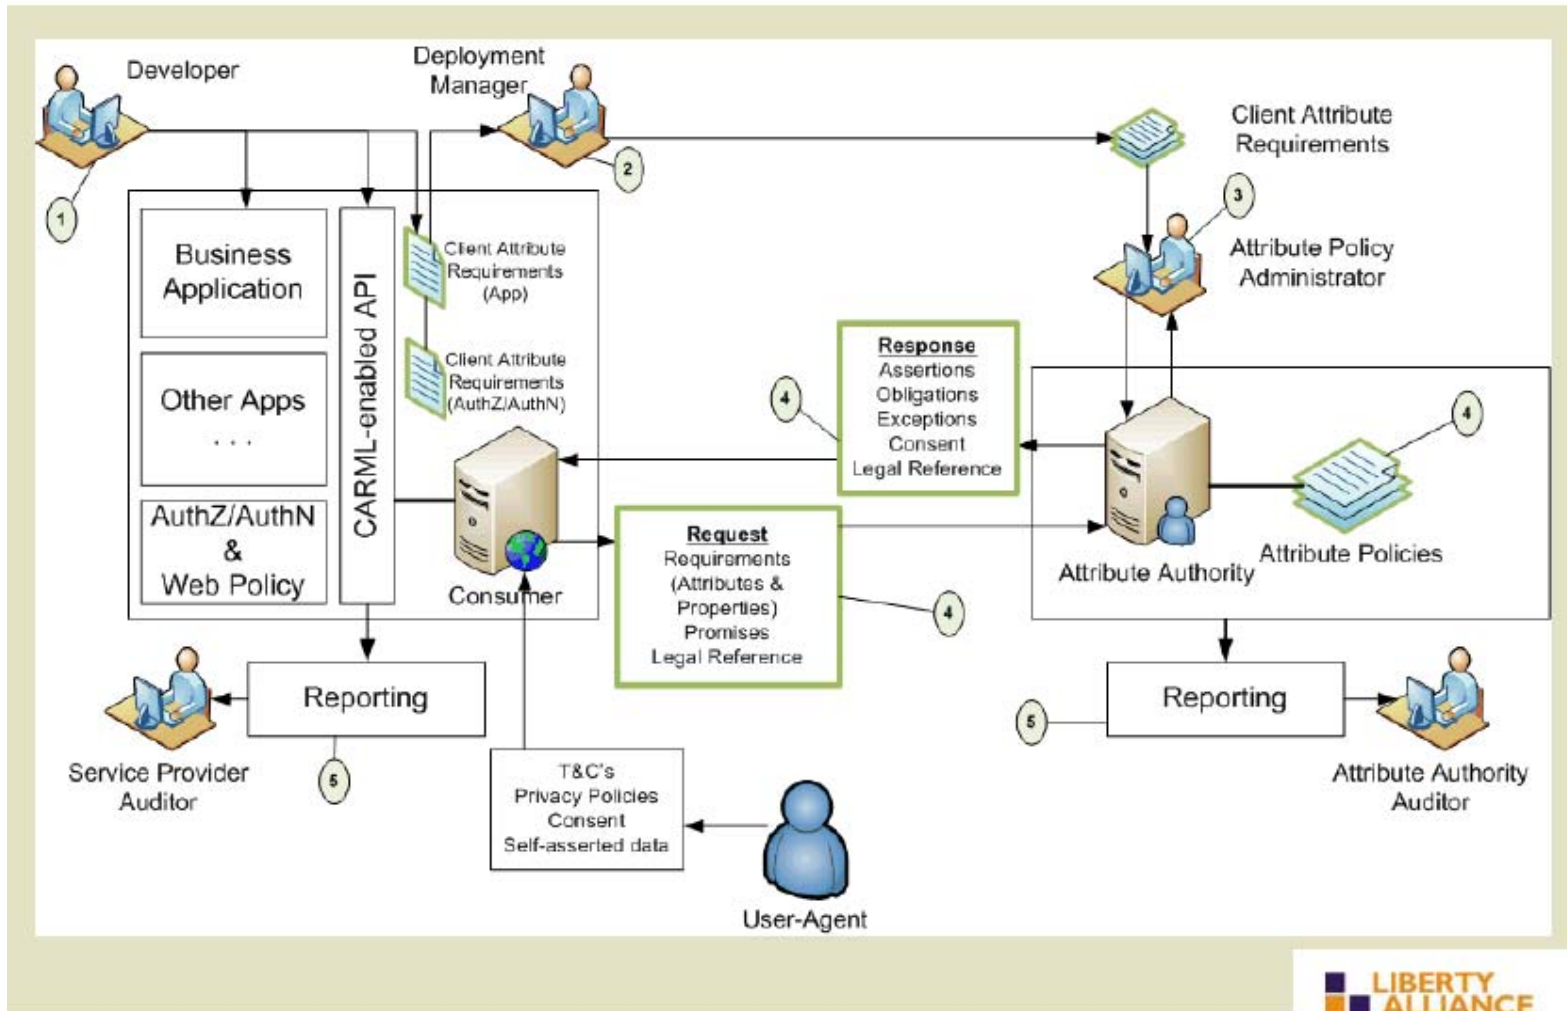 Developer
Deployment
Manager
Client Attribute
Requirements
1
2
3
Business
Application
CARML-enabled API
Client Attribute
Requirements
(App)
Attribute Policy
Administrator
Other Apps
. . .
Client Attribute
Requirements
(AuthZ/AuthN)
4
Response
Assertions
Obligations
Exceptions
Consent
Legal Reference
4
AuthZ/AuthN
&
Web Policy
Consumer
Request
Requirements
(Attributes &
Properties)
Promises
Legal Reference
4
Attribute Authority
Attribute Policies
Reporting
Service Provider
Auditor
5
T&C's
Privacy Policies
Consent
Self-asserted data
User-Agent
5
Reporting
Attribute Authority
Auditor
LIBERTY
ALLIANCE